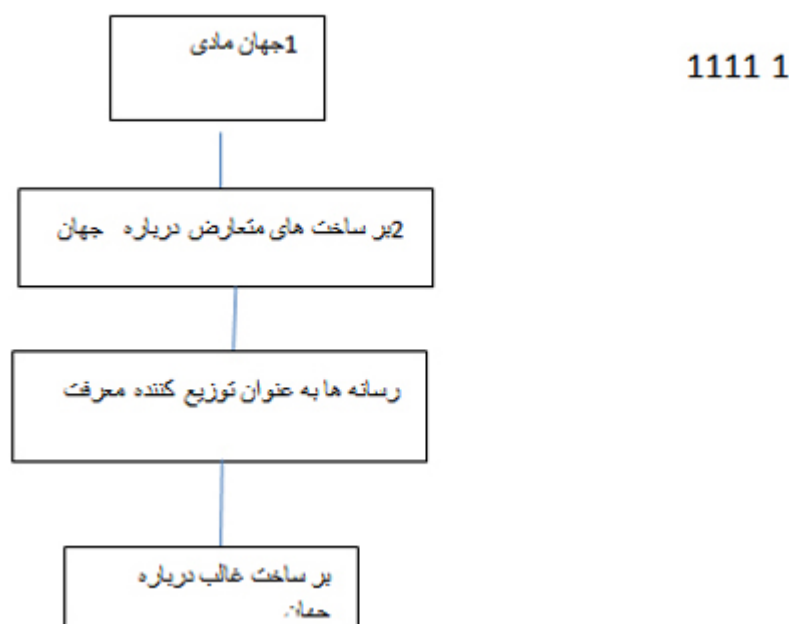 1جهان مادی
1111 1
2بر ساخت های متعارض درباره جهان
رسانه ها به عنوان توزیع کننده معرفت
بر ساخت غالب درباره
جهان